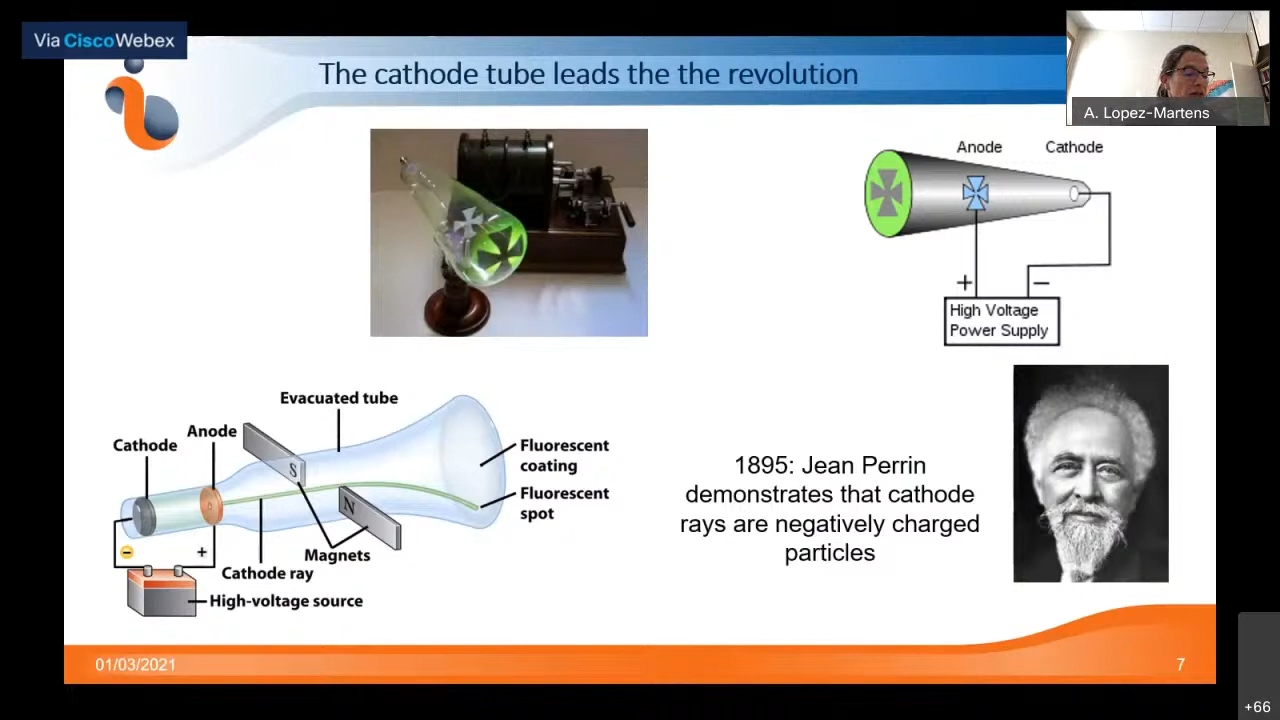 Via Cisco Webex
The cathode tube leads the the revolution
A. Lopez-Martens
Anode
Cathode
+
−
High Voltage
Power Supply
Evacuated tube
Cathode
Anode
S
N
Fluorescent
coating
Fluorescent
spot
Magnets
−
+
Cathode ray
High-voltage source
1895: Jean Perrin
demonstrates that cathode
rays are negatively charged
particles
01/03/2021
7
+66